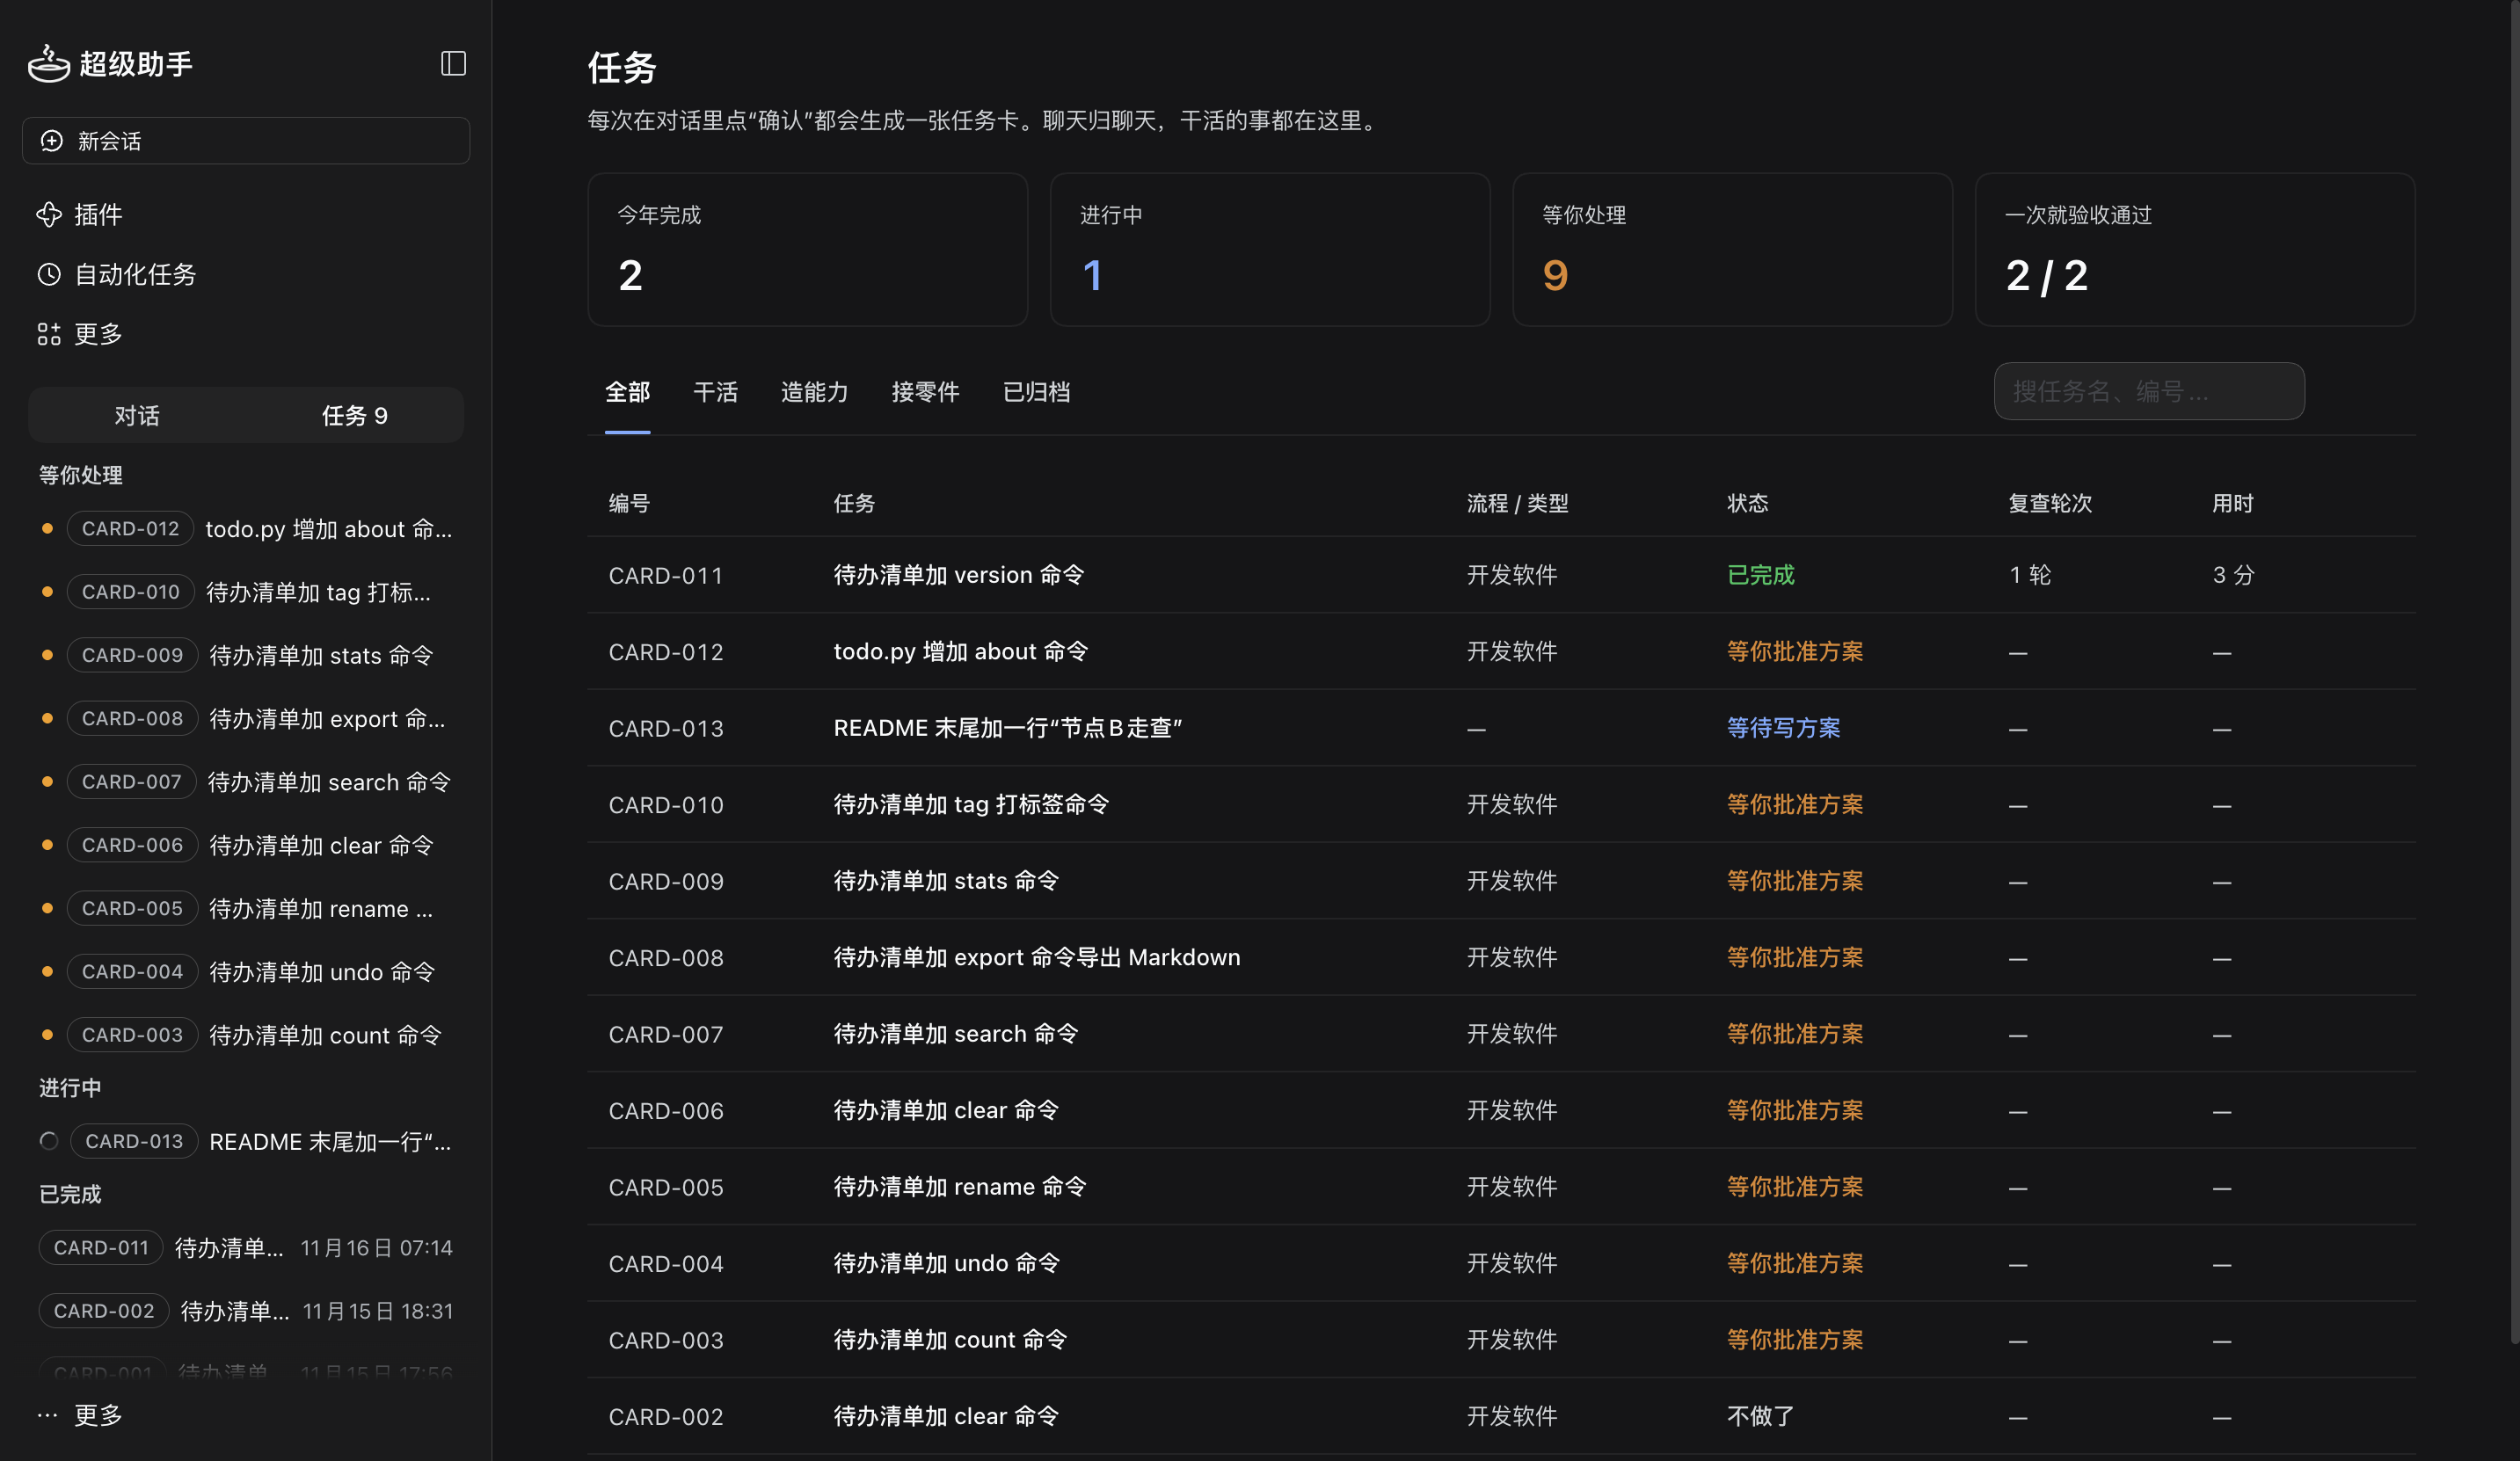 超级助手
新会话
插件
自动化任务
更多
对话 任务 9
等你处理
CARD-012 todo.py 增加 about 命...
CARD-010 待办清单加 tag 打标...
CARD-009 待办清单加 stats 命令
CARD-008 待办清单加 export 命...
CARD-007 待办清单加 search 命令
CARD-006 待办清单加 clear 命令
CARD-005 待办清单加 rename ...
CARD-004 待办清单加 undo 命令
CARD-003 待办清单加 count 命令
进行中
CARD-013 README 末尾加一行“...
已完成
CARD-011 待办清单... 11月16日 07:14
CARD-002 待办清单... 11月15日 18:31
CARD-001 待办清单 11月15日 17:56
... 更多
任务
每次在对话里点“确认”都会生成一张任务卡。聊天归聊天，干活的事都在这里。
今年完成
2
进行中
1
等你处理
9
一次就验收通过
2 / 2
全部 干活 造能力 接零件 已归档
搜任务名、编号...
编号 任务 流程 / 类型 状态 复查轮次 用时
CARD-011 待办清单加 version 命令 开发软件 已完成 1 轮 3 分
CARD-012 todo.py 增加 about 命令 开发软件 等你批准方案 — —
CARD-013 README 末尾加一行“节点B走查” — 等待写方案 — —
CARD-010 待办清单加 tag 打标签命令 开发软件 等你批准方案 — —
CARD-009 待办清单加 stats 命令 开发软件 等你批准方案 — —
CARD-008 待办清单加 export 命令导出 Markdown 开发软件 等你批准方案 — —
CARD-007 待办清单加 search 命令 开发软件 等你批准方案 — —
CARD-006 待办清单加 clear 命令 开发软件 等你批准方案 — —
CARD-005 待办清单加 rename 命令 开发软件 等你批准方案 — —
CARD-004 待办清单加 undo 命令 开发软件 等你批准方案 — —
CARD-003 待办清单加 count 命令 开发软件 等你批准方案 — —
CARD-002 待办清单加 clear 命令 开发软件 不做了 — —